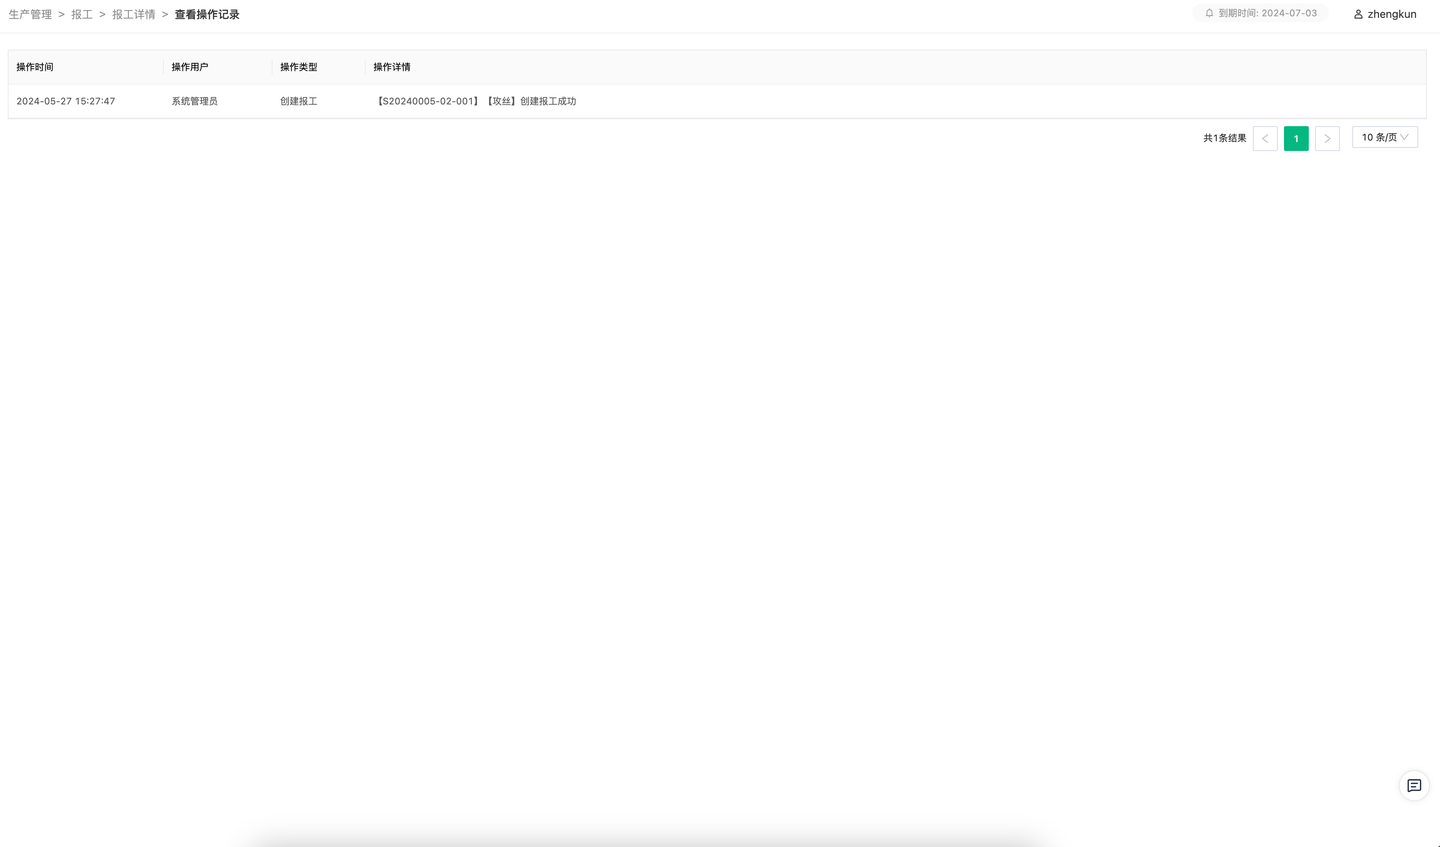 生产管理 > 报工 > 报工详情 > 查看操作记录
到期时间: 2024-07-03
zhengkun
操作时间 操作用户 操作类型 操作详情
2024-05-27 15:27:47 系统管理员 创建报工 【S20240005-02-001】【攻丝】创建报工成功
共1条结果 < 1 > 10 条/页